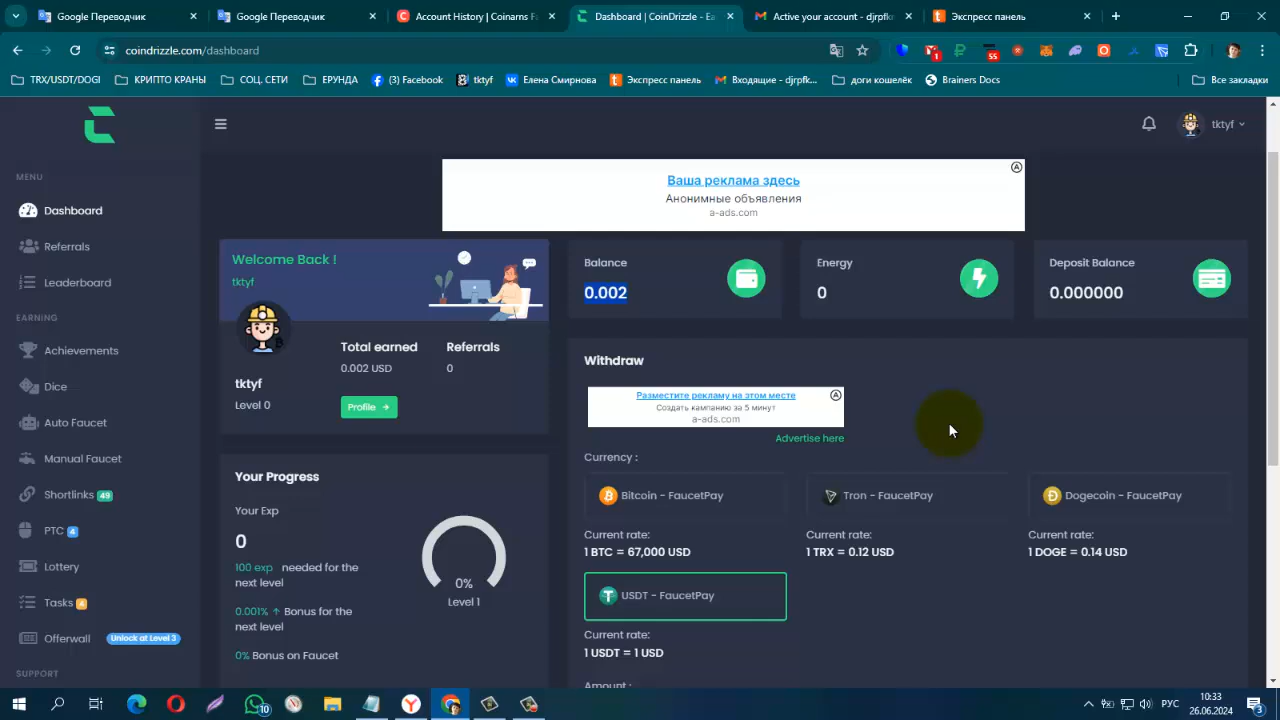 Google Переводчик
Google Переводчик
Account History | Coinarns F
Dashboard | CoinDrizzle - Ea
Active your account - djrpfk
Экспресс панель
coindrizzle.com/dashboard
1
55
TRX/USDT/DOGI
КРИПТО КРАНЫ
СОЦ. СЕТИ
ЕРУНДА
(3) Facebook
tktyf
Елена Смирнова
Экспресс панель
Входящие - djrpfk...
доги кошелёк
Brainers Docs
Все закладки
tktyf
MENU
Dashboard
Referrals
Leaderboard
EARNING
Achievements
Dice
Auto Faucet
Manual Faucet
Shortlinks 49
PTC 4
Lottery
Tasks 4
Offerwall Unlock at Level 3
SUPPORT
Ваша реклама здесь
Анонимные объявления
a-ads.com
Welcome Back !
tktyf
Total earned
0.002 USD
Referrals
0
tktyf
Level 0
Profile
Balance
0.002
Energy
0
Deposit Balance
0.000000
Your Progress
Your Exp
0
100 exp needed for the
next level
0.001% ↑ Bonus for the
next level
0% Bonus on Faucet
0%
Level 1
Withdraw
Разместите рекламу на этом месте
Создать кампанию за 5 минут
a-ads.com
Advertise here
Currency :
Bitcoin - FaucetPay
Current rate:
1 BTC = 67,000 USD
Tron - FaucetPay
Current rate:
1 TRX = 0.12 USD
Dogecoin - FaucetPay
Current rate:
1 DOGE = 0.14 USD
USDT - FaucetPay
Current rate:
1 USDT = 1 USD
Amount :
10
РУС
10:33
26.06.2024
3